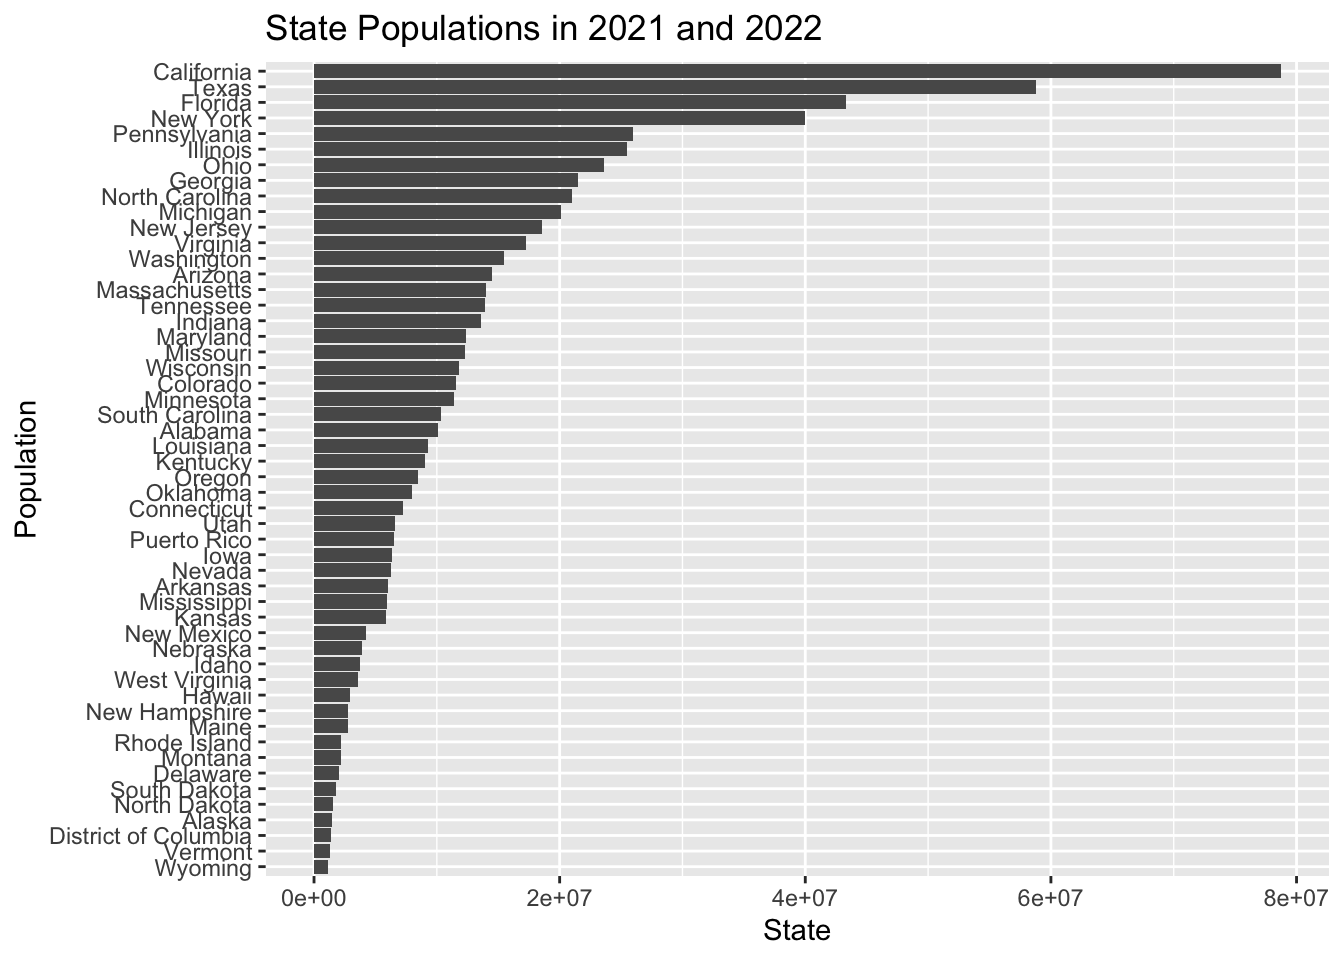 State Populations in 2021 and 2022
California
Texas
Florida
New York
Pennsylvania
Illinois
Ohio
Georgia
North Carolina
Michigan
New Jersey
Virginia
Washington
Arizona
Massachusetts
Tennessee
Indiana
Maryland
Missouri
Wisconsin
Colorado
Minnesota
South Carolina
Alabama
Louisiana
Kentucky
Oregon
Oklahoma
Connecticut
Utah
Puerto Rico
Iowa
Nevada
Arkansas
Mississippi
Kansas
New Mexico
Nebraska
Idaho
West Virginia
Hawaii
New Hampshire
Maine
Rhode Island
Montana
Delaware
South Dakota
North Dakota
Alaska
District of Columbia
Vermont
Wyoming
Population
0e+00 2e+07 4e+07 6e+07 8e+07
State